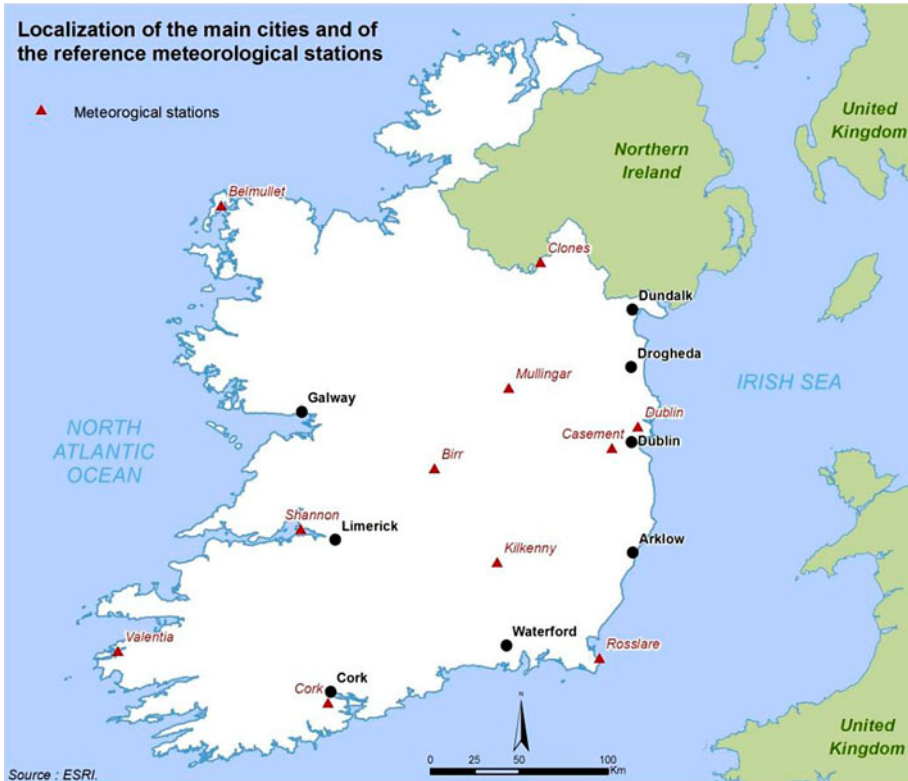 Localization of the main cities and of
the reference meteorological stations
Meteorogical stations
United
Kingdom
Northern
Ireland
Belmullet
Clones
Dundalk
Drogheda
Mullingar
IRISH SEA
Galway
Dublin
NORTH
ATLANTIC
OCEAN
Casement
Dublin
Birr
Shannon
Limerick
Arklow
Kilkenny
Waterford
Valentia
Rosslare
Cork
Cork
N
United
Kingdom
0 50 100
Km
Source : ESRI.